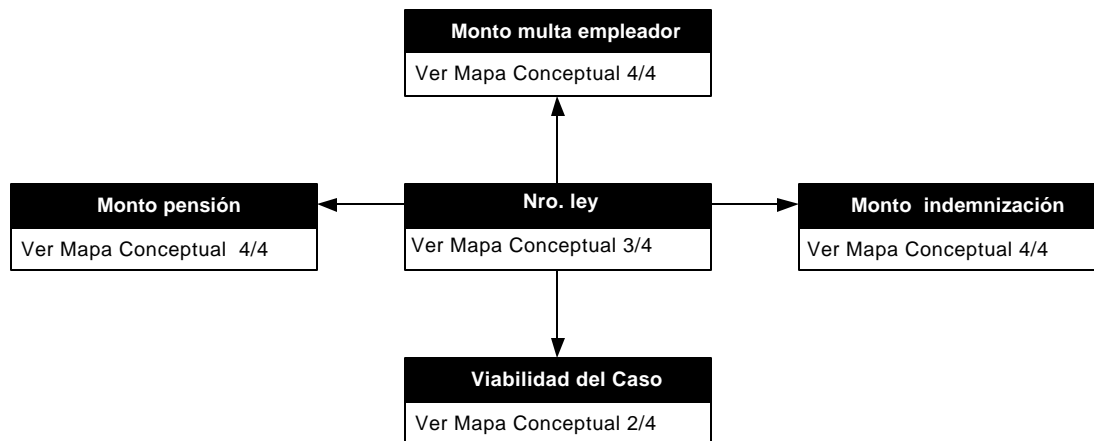 Monto multa empleador
Ver Mapa Conceptual 4/4
Monto pensión
Ver Mapa Conceptual 4/4
Nro. ley
Ver Mapa Conceptual 3/4
Monto indemnización
Ver Mapa Conceptual 4/4
Viabilidad del Caso
Ver Mapa Conceptual 2/4